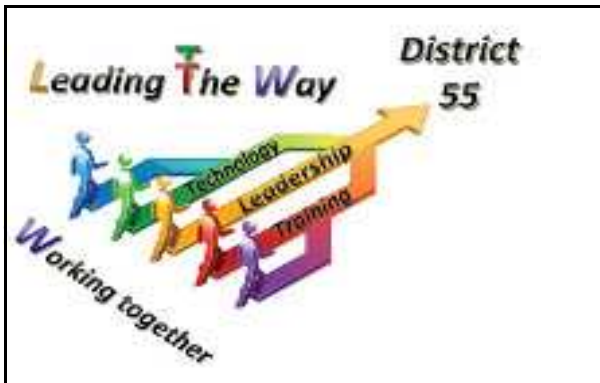 Leading The Way
District
55
Technology
Leadership
Training
Working together